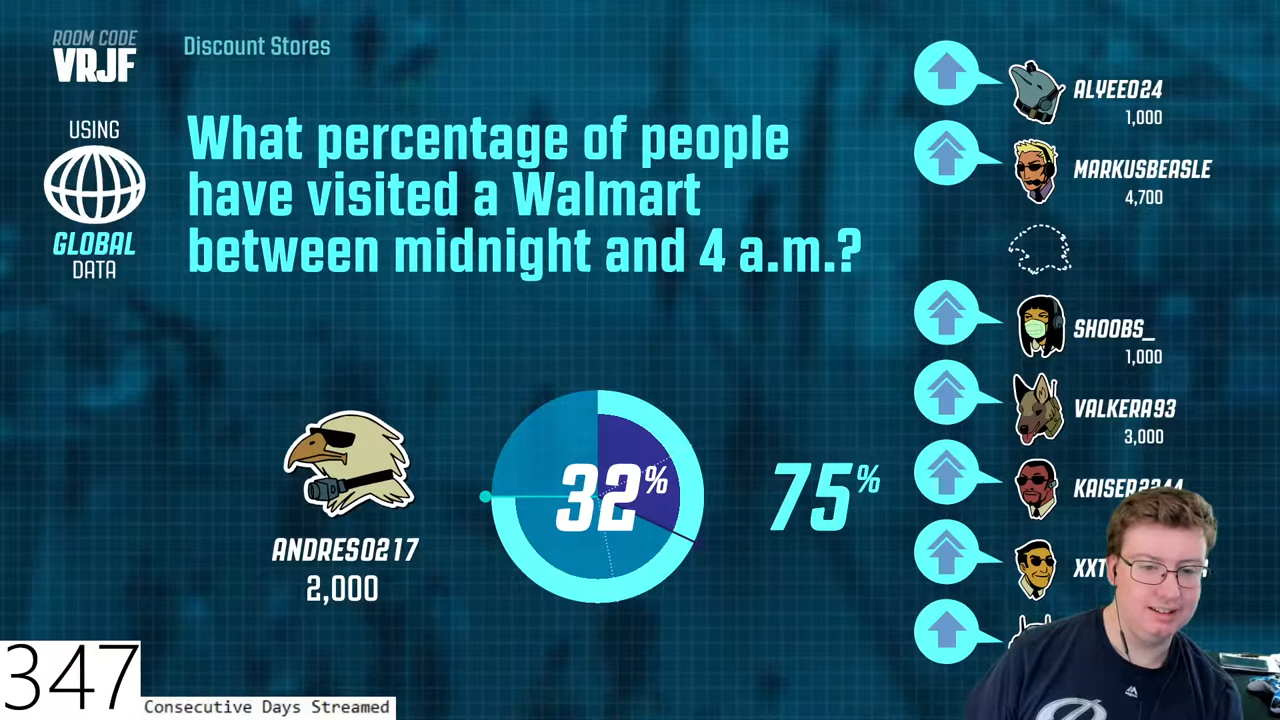 ROOM CODE
VRJF
Discount Stores
USING
GLOBAL
DATA
What percentage of people
have visited a Walmart
between midnight and 4 a.m.?
ANDRES0217
2,000
32%
75%
ALYEE024
1,000
MARKUSBEASLE
4,700
SHOOBS_
1,000
VALKERA93
3,000
347
Consecutive Days Streamed